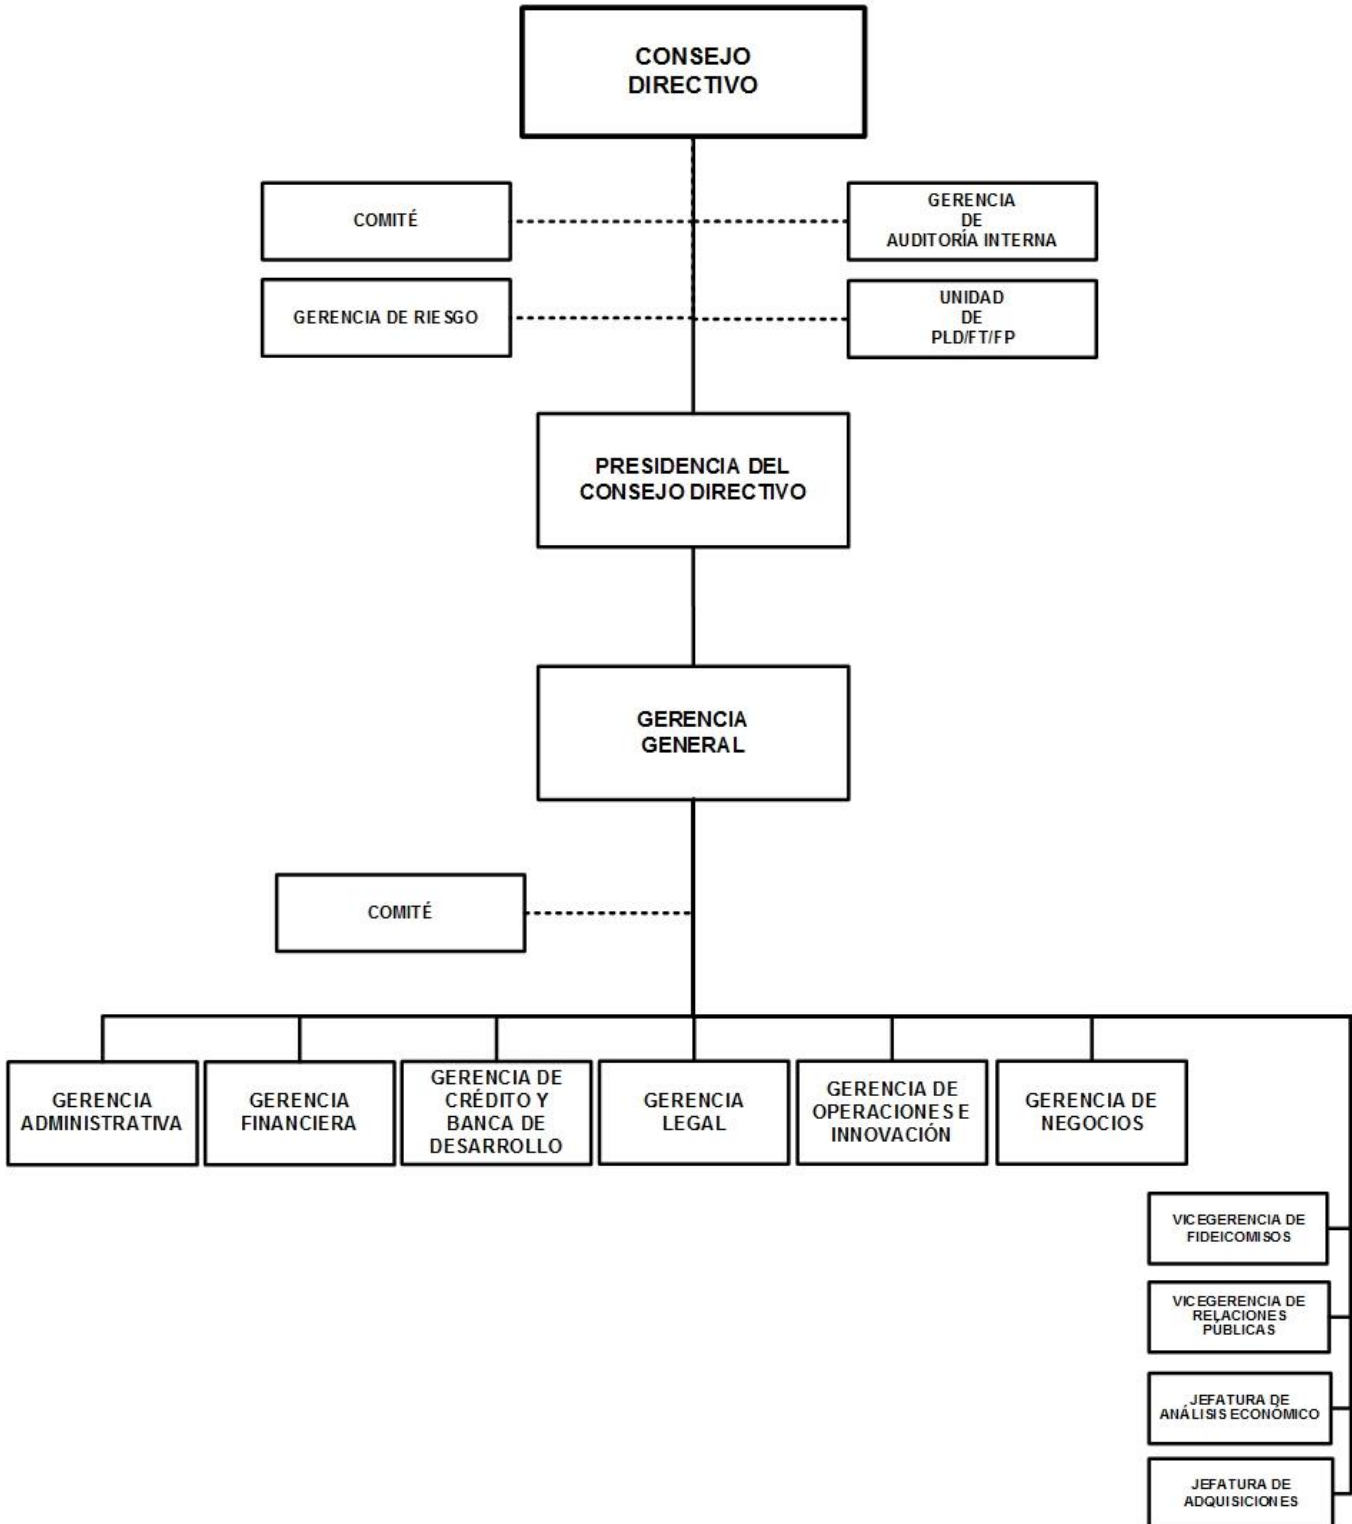 CONSEJO
DIRECTIVO
COMITÉ
GERENCIA
DE
AUDITORÍA INTERNA
GERENCIA DE RIESGO
UNIDAD
DE
PLD/FT/FP
PRESIDENCIA DEL
CONSEJO DIRECTIVO
GERENCIA
GENERAL
COMITÉ
GERENCIA
ADMINISTRATIVA
GERENCIA
FINANCIERA
GERENCIA DE
CRÉDITO Y
BANCA DE
DESARROLLO
GERENCIA
LEGAL
GERENCIA DE
OPERACIONES E
INNOVACIÓN
GERENCIA DE
NEGOCIOS
VICEGERENCIA DE
FIDEICOMISOS
VICEGERENCIA DE
RELACIONES
PÚBLICAS
JEFATURA DE
ANÁLISIS ECONÓMICO
JEFATURA DE
ADQUISICIONES